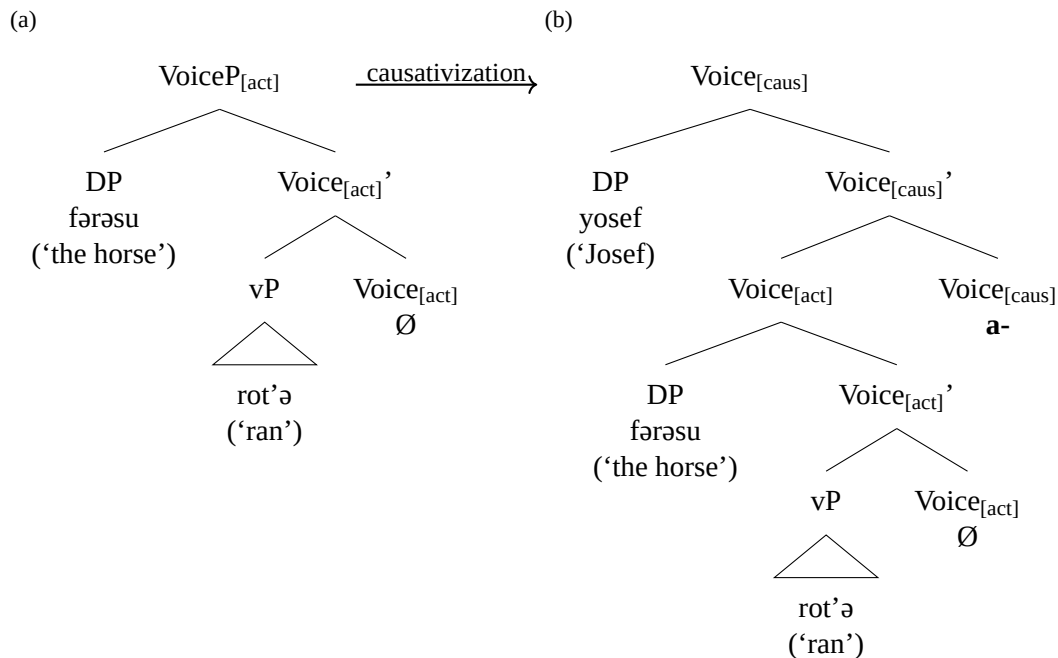 (a)
VoiceP[act]
DP
fərəsu
(‘the horse’)
Voice[act]’
vP
rot’ə
(‘ran’)
Voice[act]
Ø
causativization
(b)
Voice[caus]
DP
yosef
(‘Josef)
Voice[caus]’
Voice[act]
DP
fərəsu
(‘the horse’)
Voice[act]’
vP
rot’ə
(‘ran’)
Voice[act]
Ø
Voice[caus]
a-